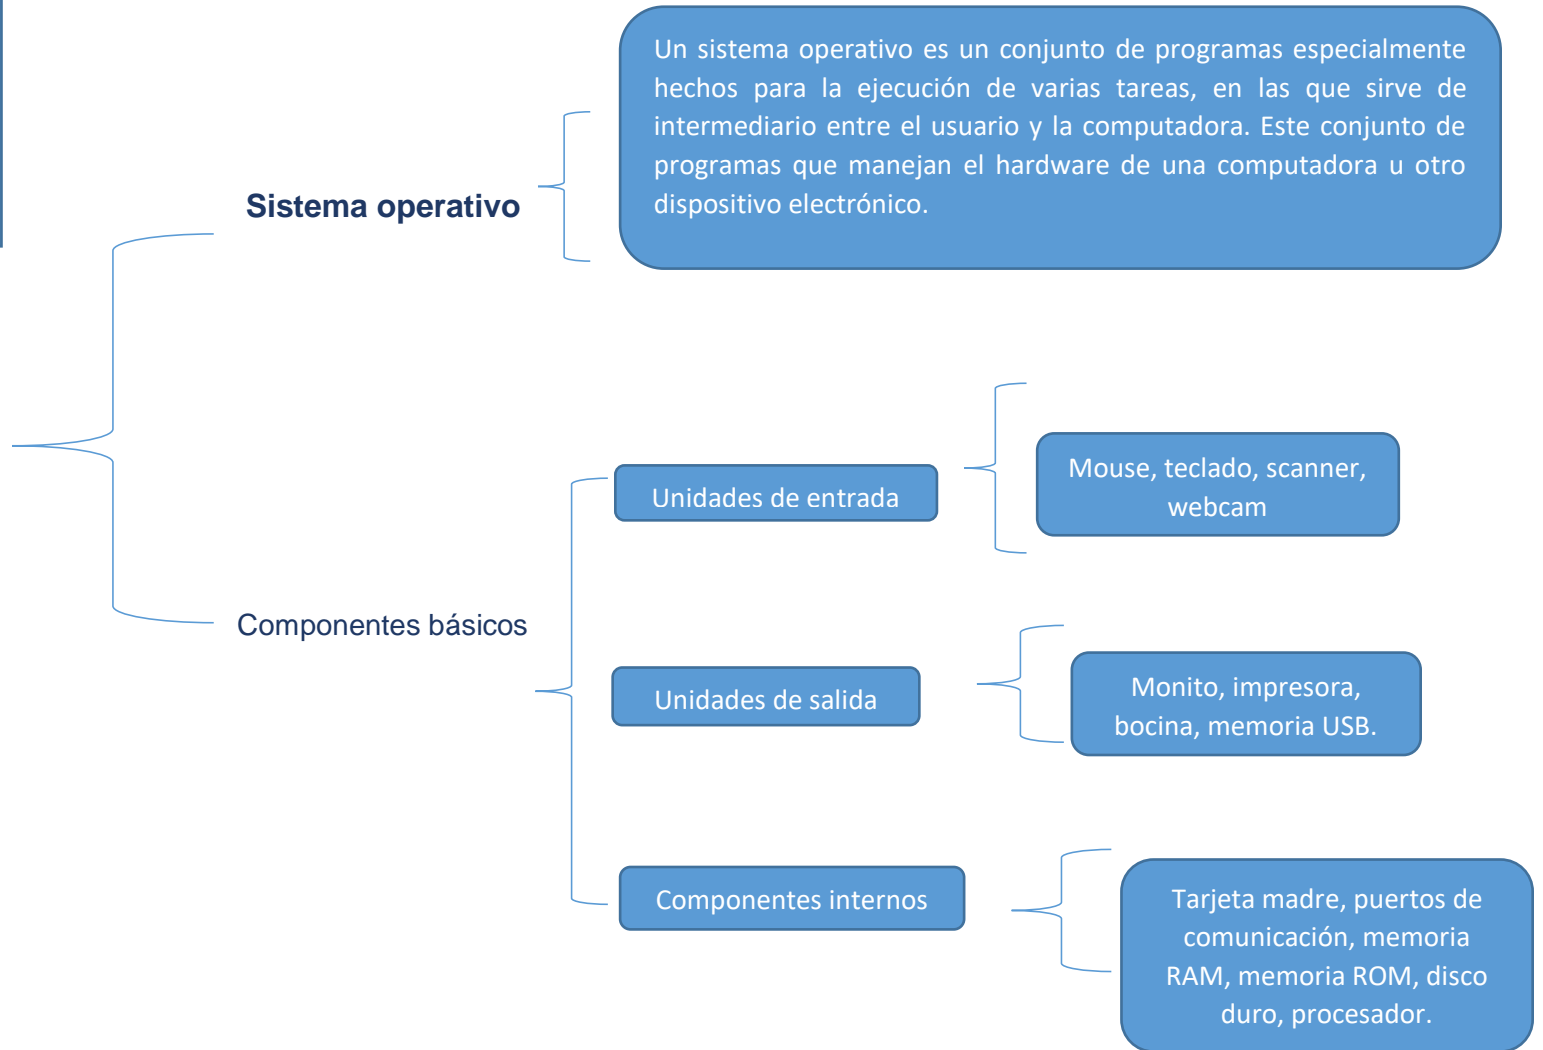 Un sistema operativo es un conjunto de programas especialmente
hechos para la ejecución de varias tareas, en las que sirve de
intermediario entre el usuario y la computadora. Este conjunto de
programas que manejan el hardware de una computadora u otro
dispositivo electrónico.
Sistema operativo
Componentes básicos
Unidades de entrada
Mouse, teclado, scanner,
webcam
Unidades de salida
Monito, impresora,
bocina, memoria USB.
Componentes internos
Tarjeta madre, puertos de
comunicación, memoria
RAM, memoria ROM, disco
duro, procesador.